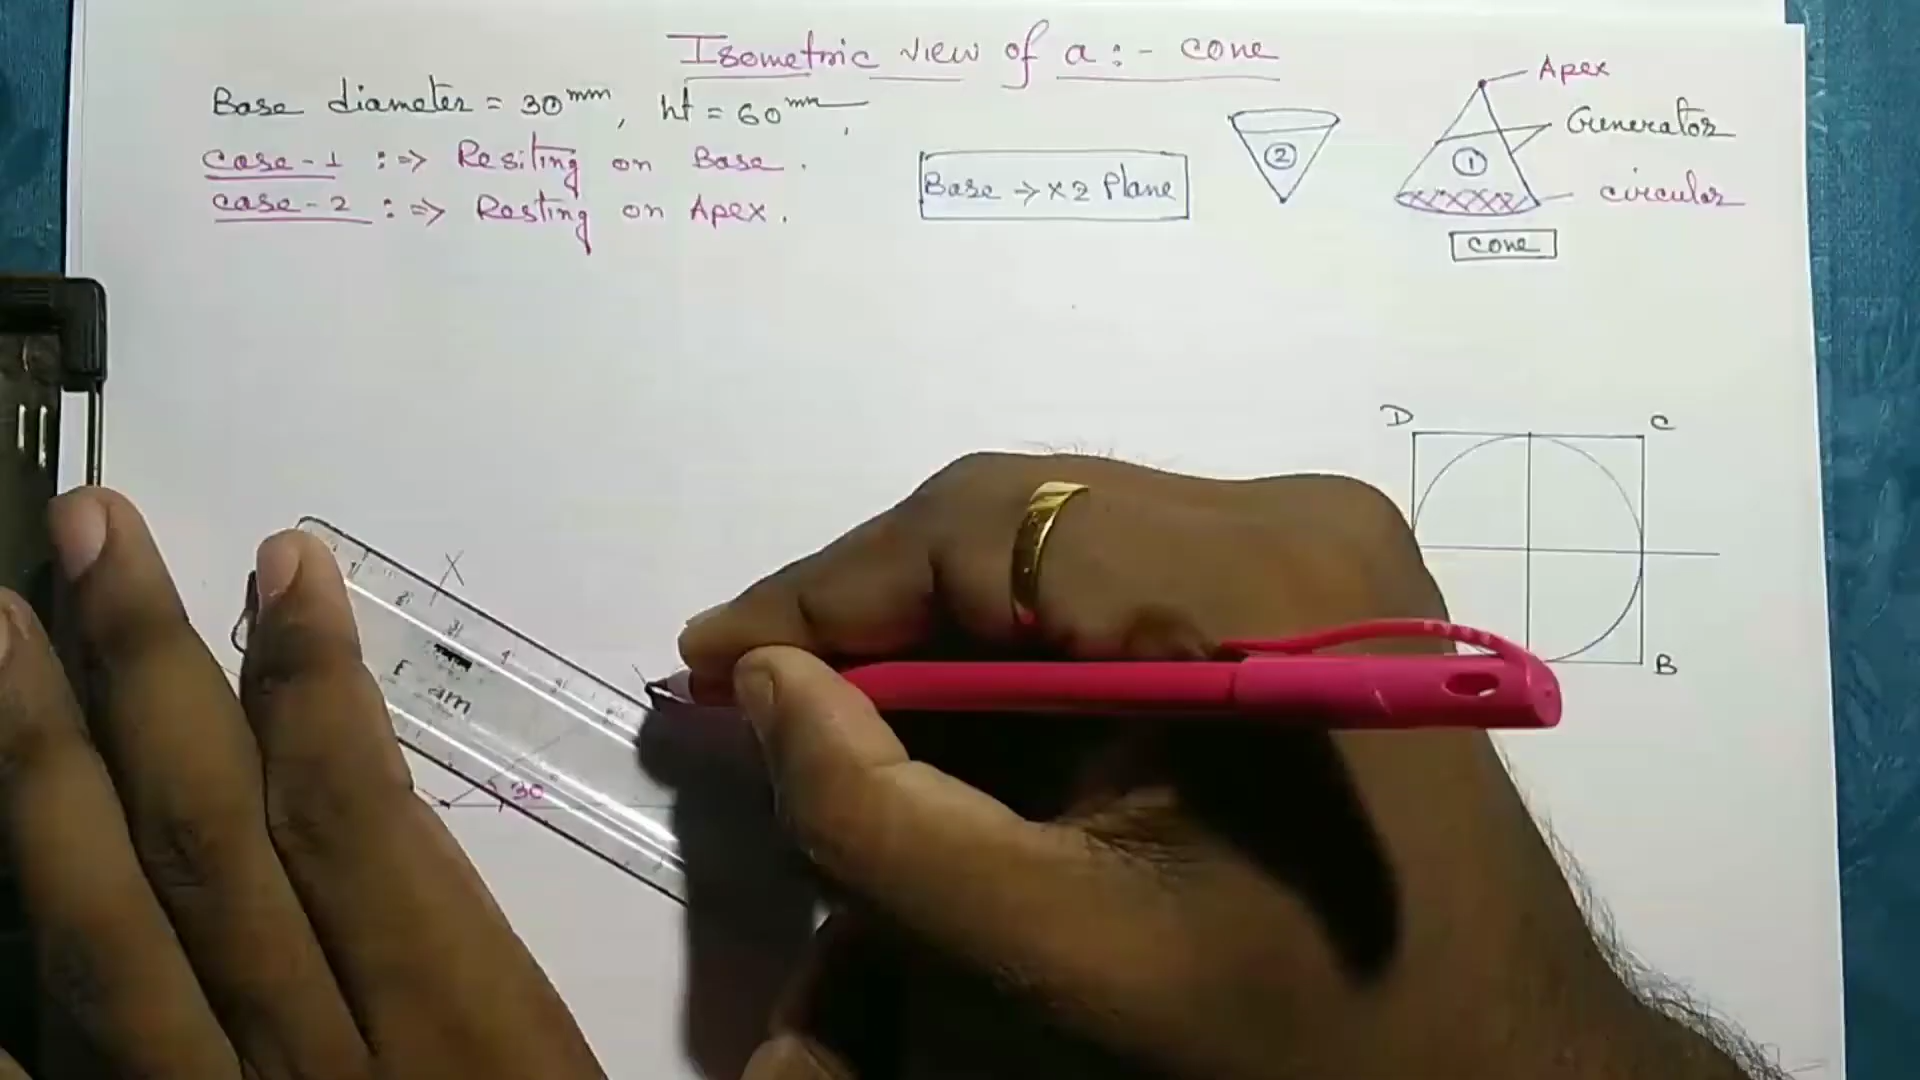 Isometric view of a :- cone
Base diameter = 30mm, ht = 60mm,
Case-1 :=> Resiting on Base.
Case-2 :=> Resting on Apex.
Base → xz Plane
2
1
Apex
Generator
circular
Cone
D
C
B
X
30